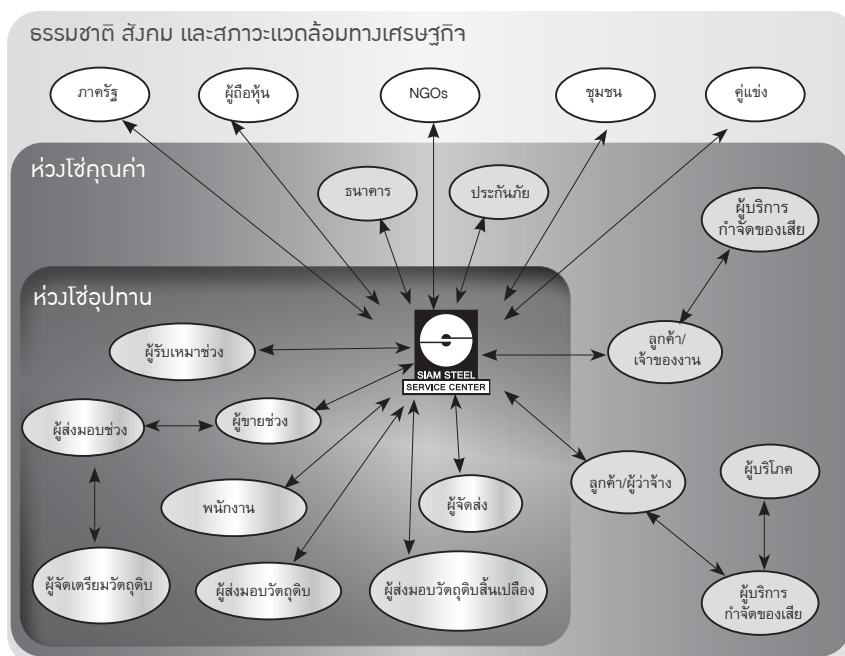 ธรรมชาติ สังคม และสภาวะแวดล้อมทางเศรษฐกิจ
ภาครัฐ
ผู้ถือหุ้น
NGOs
ชุมชน
คู่แข่ง
ห่วงโซ่คุณค่า
ธนาคาร
ประกันภัย
ผู้บริการ
กำจัดของเสีย
ห่วงโซ่อุปทาน
ผู้รับเหมาช่วง
SIAM STEEL
SERVICE CENTER
ลูกค้า/
เจ้าของงาน
ผู้ส่งมอบช่วง
ผู้ขายช่วง
พนักงาน
ผู้จัดส่ง
ลูกค้า/ผู้ว่าจ้าง
ผู้บริโภค
ผู้จัดเตรียมวัตถุดิบ
ผู้ส่งมอบวัตถุดิบ
ผู้ส่งมอบวัตถุดิบสิ้นเปลือง
ผู้บริการ
กำจัดของเสีย